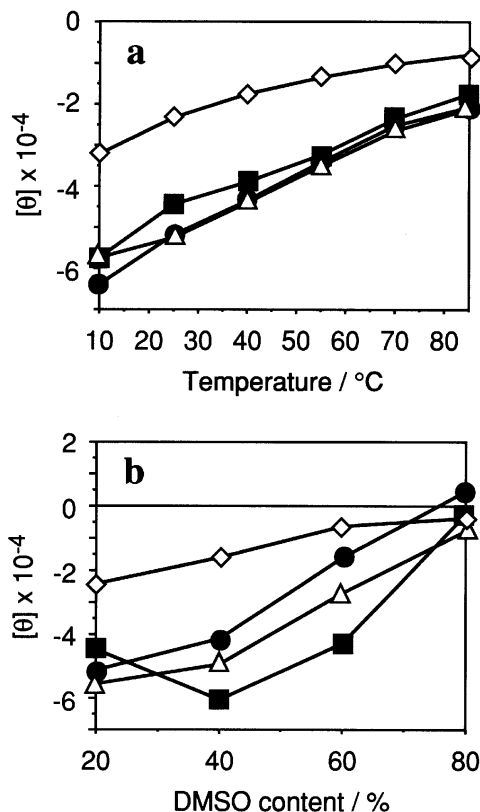 0
a
-2
[θ] x 10⁻⁴
-4
-6
10 20 30 40 50 60 70 80
Temperature / °C
2
b
0
[θ] x 10⁻⁴
-2
-4
-6
20 40 60 80
DMSO content / %